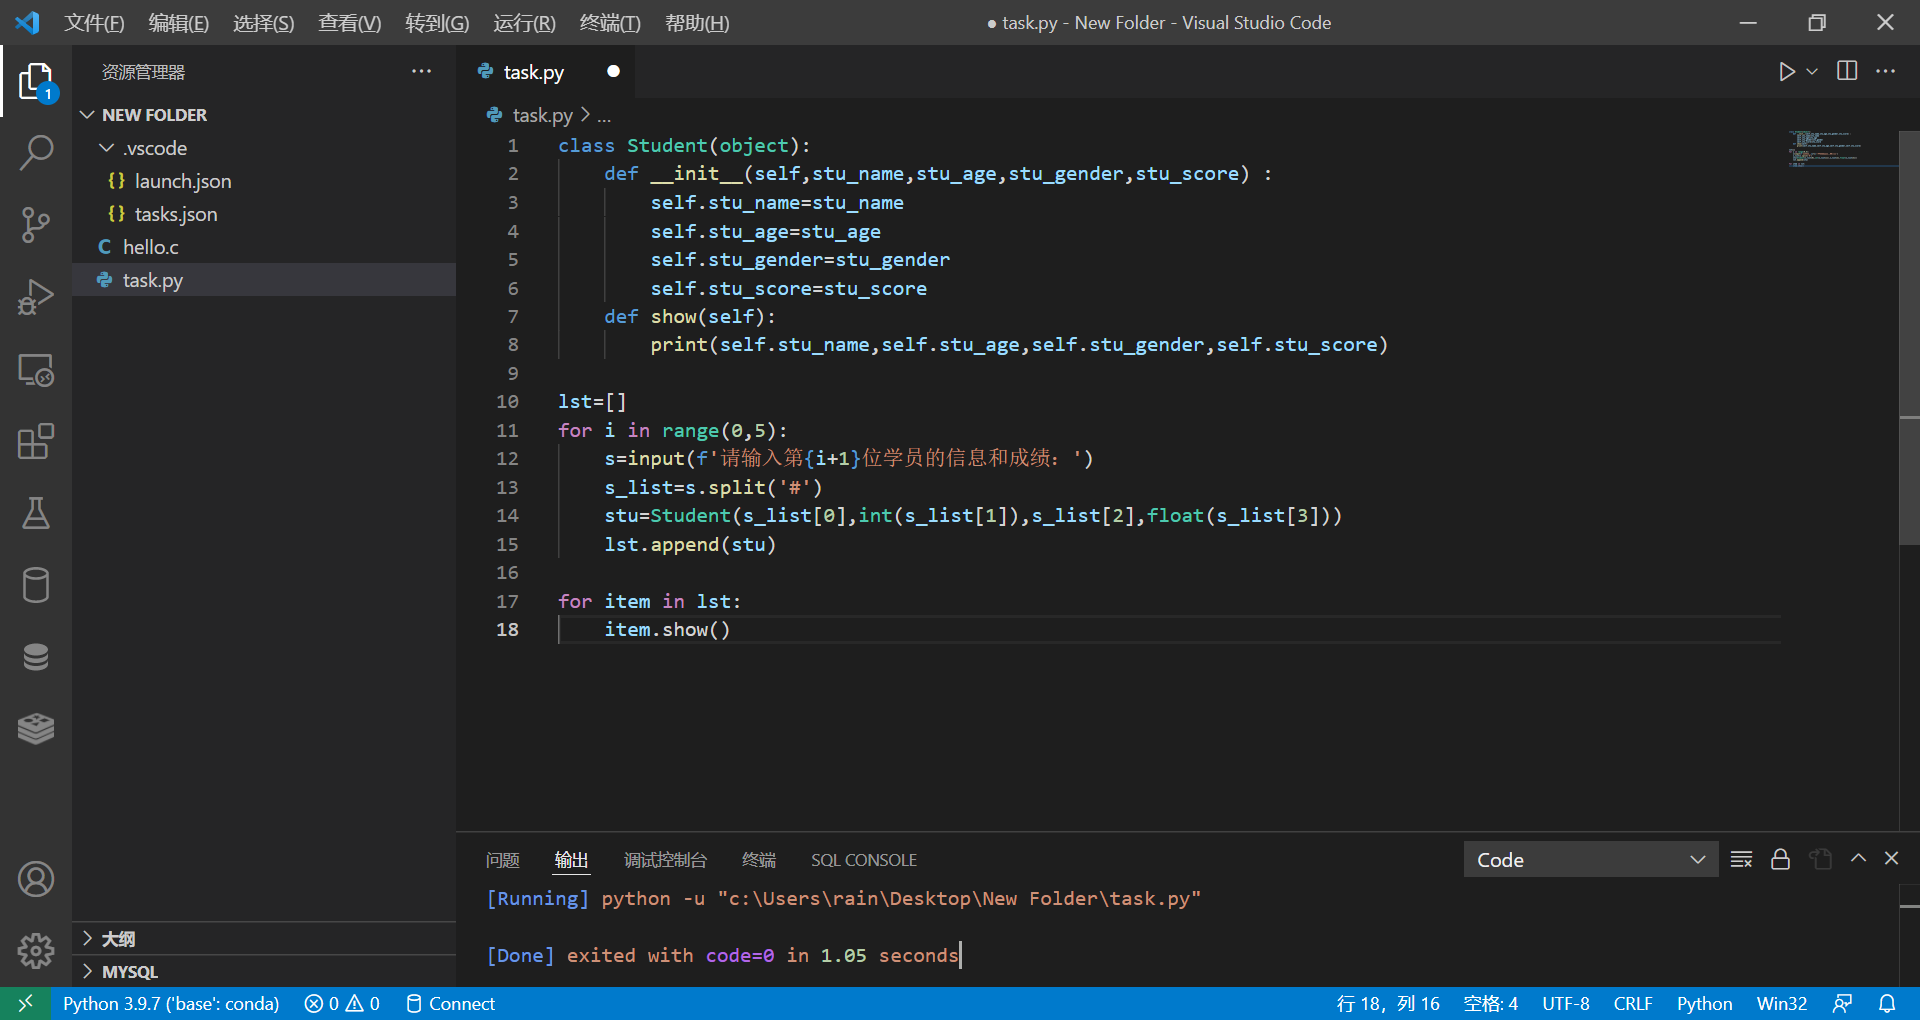 文件(F) 编辑(E) 选择(S) 查看(V) 转到(G) 运行(R) 终端(T) 帮助(H) ● task.py - New Folder - Visual Studio Code
资源管理器 ···
task.py ●
1
NEW FOLDER
.vscode
{} launch.json
{} tasks.json
C hello.c
task.py
task.py > ...
1 class Student(object):
2     def __init__(self,stu_name,stu_age,stu_gender,stu_score) :
3         self.stu_name=stu_name
4         self.stu_age=stu_age
5         self.stu_gender=stu_gender
6         self.stu_score=stu_score
7     def show(self):
8         print(self.stu_name,self.stu_age,self.stu_gender,self.stu_score)
9
10 lst=[]
11 for i in range(0,5):
12     s=input(f'请输入第{i+1}位学员的信息和成绩: ')
13     s_list=s.split('#')
14     stu=Student(s_list[0],int(s_list[1]),s_list[2],float(s_list[3]))
15     lst.append(stu)
16
17 for item in lst:
18     item.show()
问题 输出 调试控制台 终端 SQL CONSOLE Code
[Running] python -u "c:\Users\rain\Desktop\New Folder\task.py"
[Done] exited with code=0 in 1.05 seconds
大纲
MYSQL
Python 3.9.7 ('base': conda) 0 0 Connect 行 18, 列 16 空格: 4 UTF-8 CRLF Python Win32